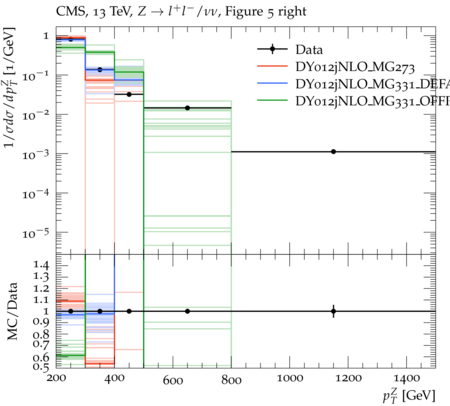 CMS, 13 TeV, Z → l⁺l⁻/νν, Figure 5 right
1/σdσ/dp_T^Z [1/GeV]
1
10⁻¹
10⁻²
10⁻³
10⁻⁴
10⁻⁵
Data
DY012jNLO_MG273
DY012jNLO_MG331_DEFA
DY012jNLO_MG331_OFFF
MC/Data
1.4
1.3
1.2
1.1
1
0.9
0.8
0.7
0.6
0.5
200 400 600 800 1000 1200 1400
p_T^Z [GeV]